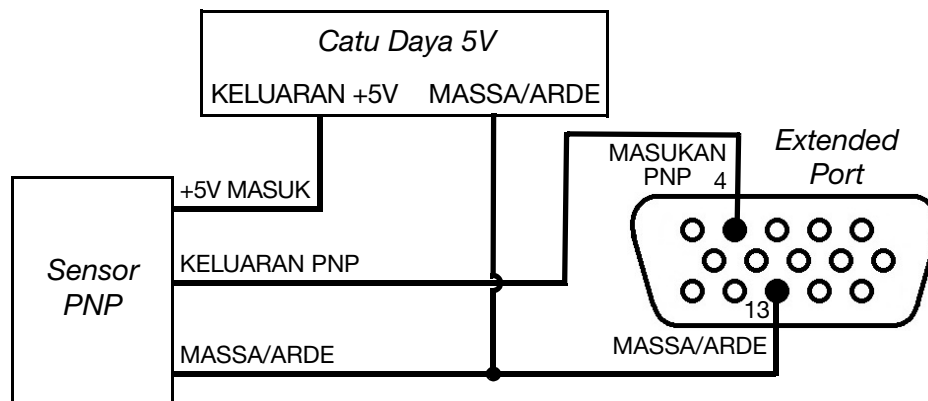 Catu Daya 5V
KELUARAN +5V
MASSA/ARDE
Extended
Port
MASUKAN
PNP
4
+5V MASUK
Sensor
PNP
KELUARAN PNP
13
MASSA/ARDE
MASSA/ARDE